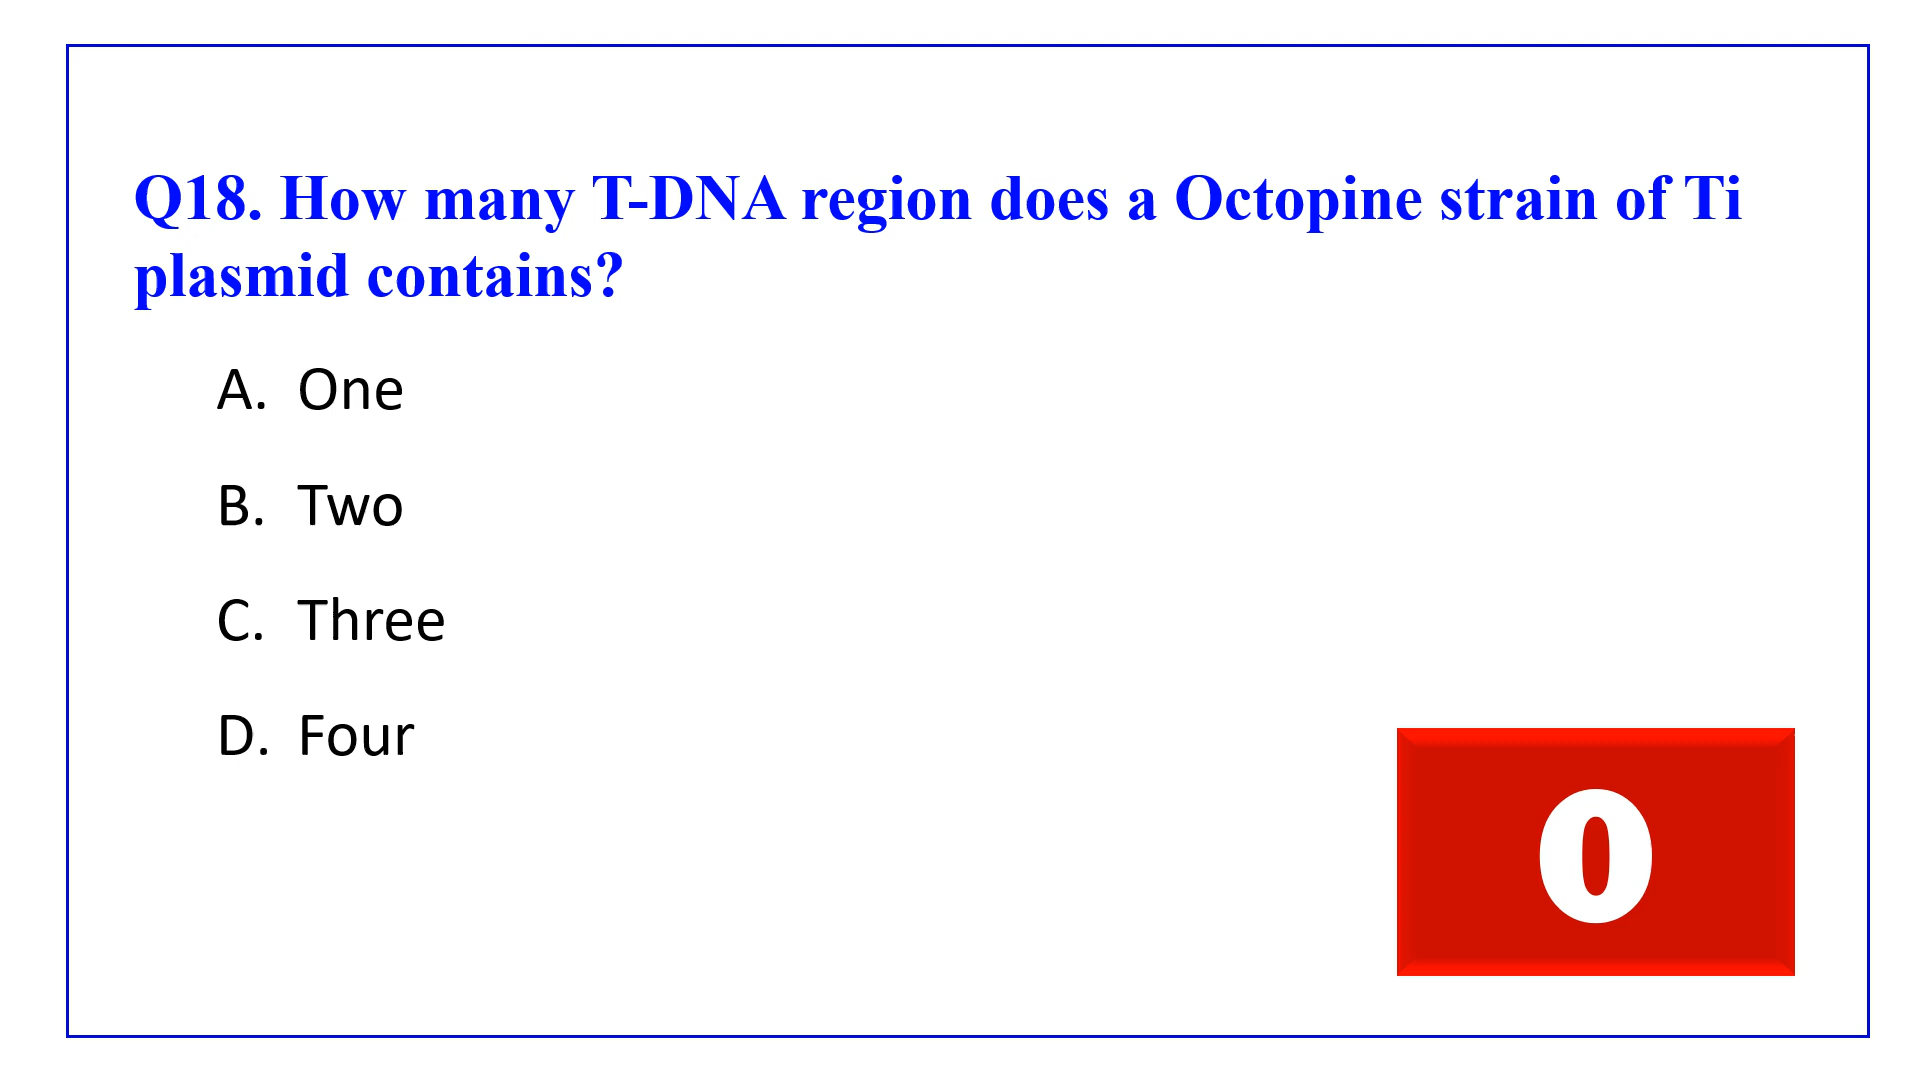 Q18. How many T-DNA region does a Octopine strain of Ti
plasmid contains?
A. One
B. Two
C. Three
D. Four
0